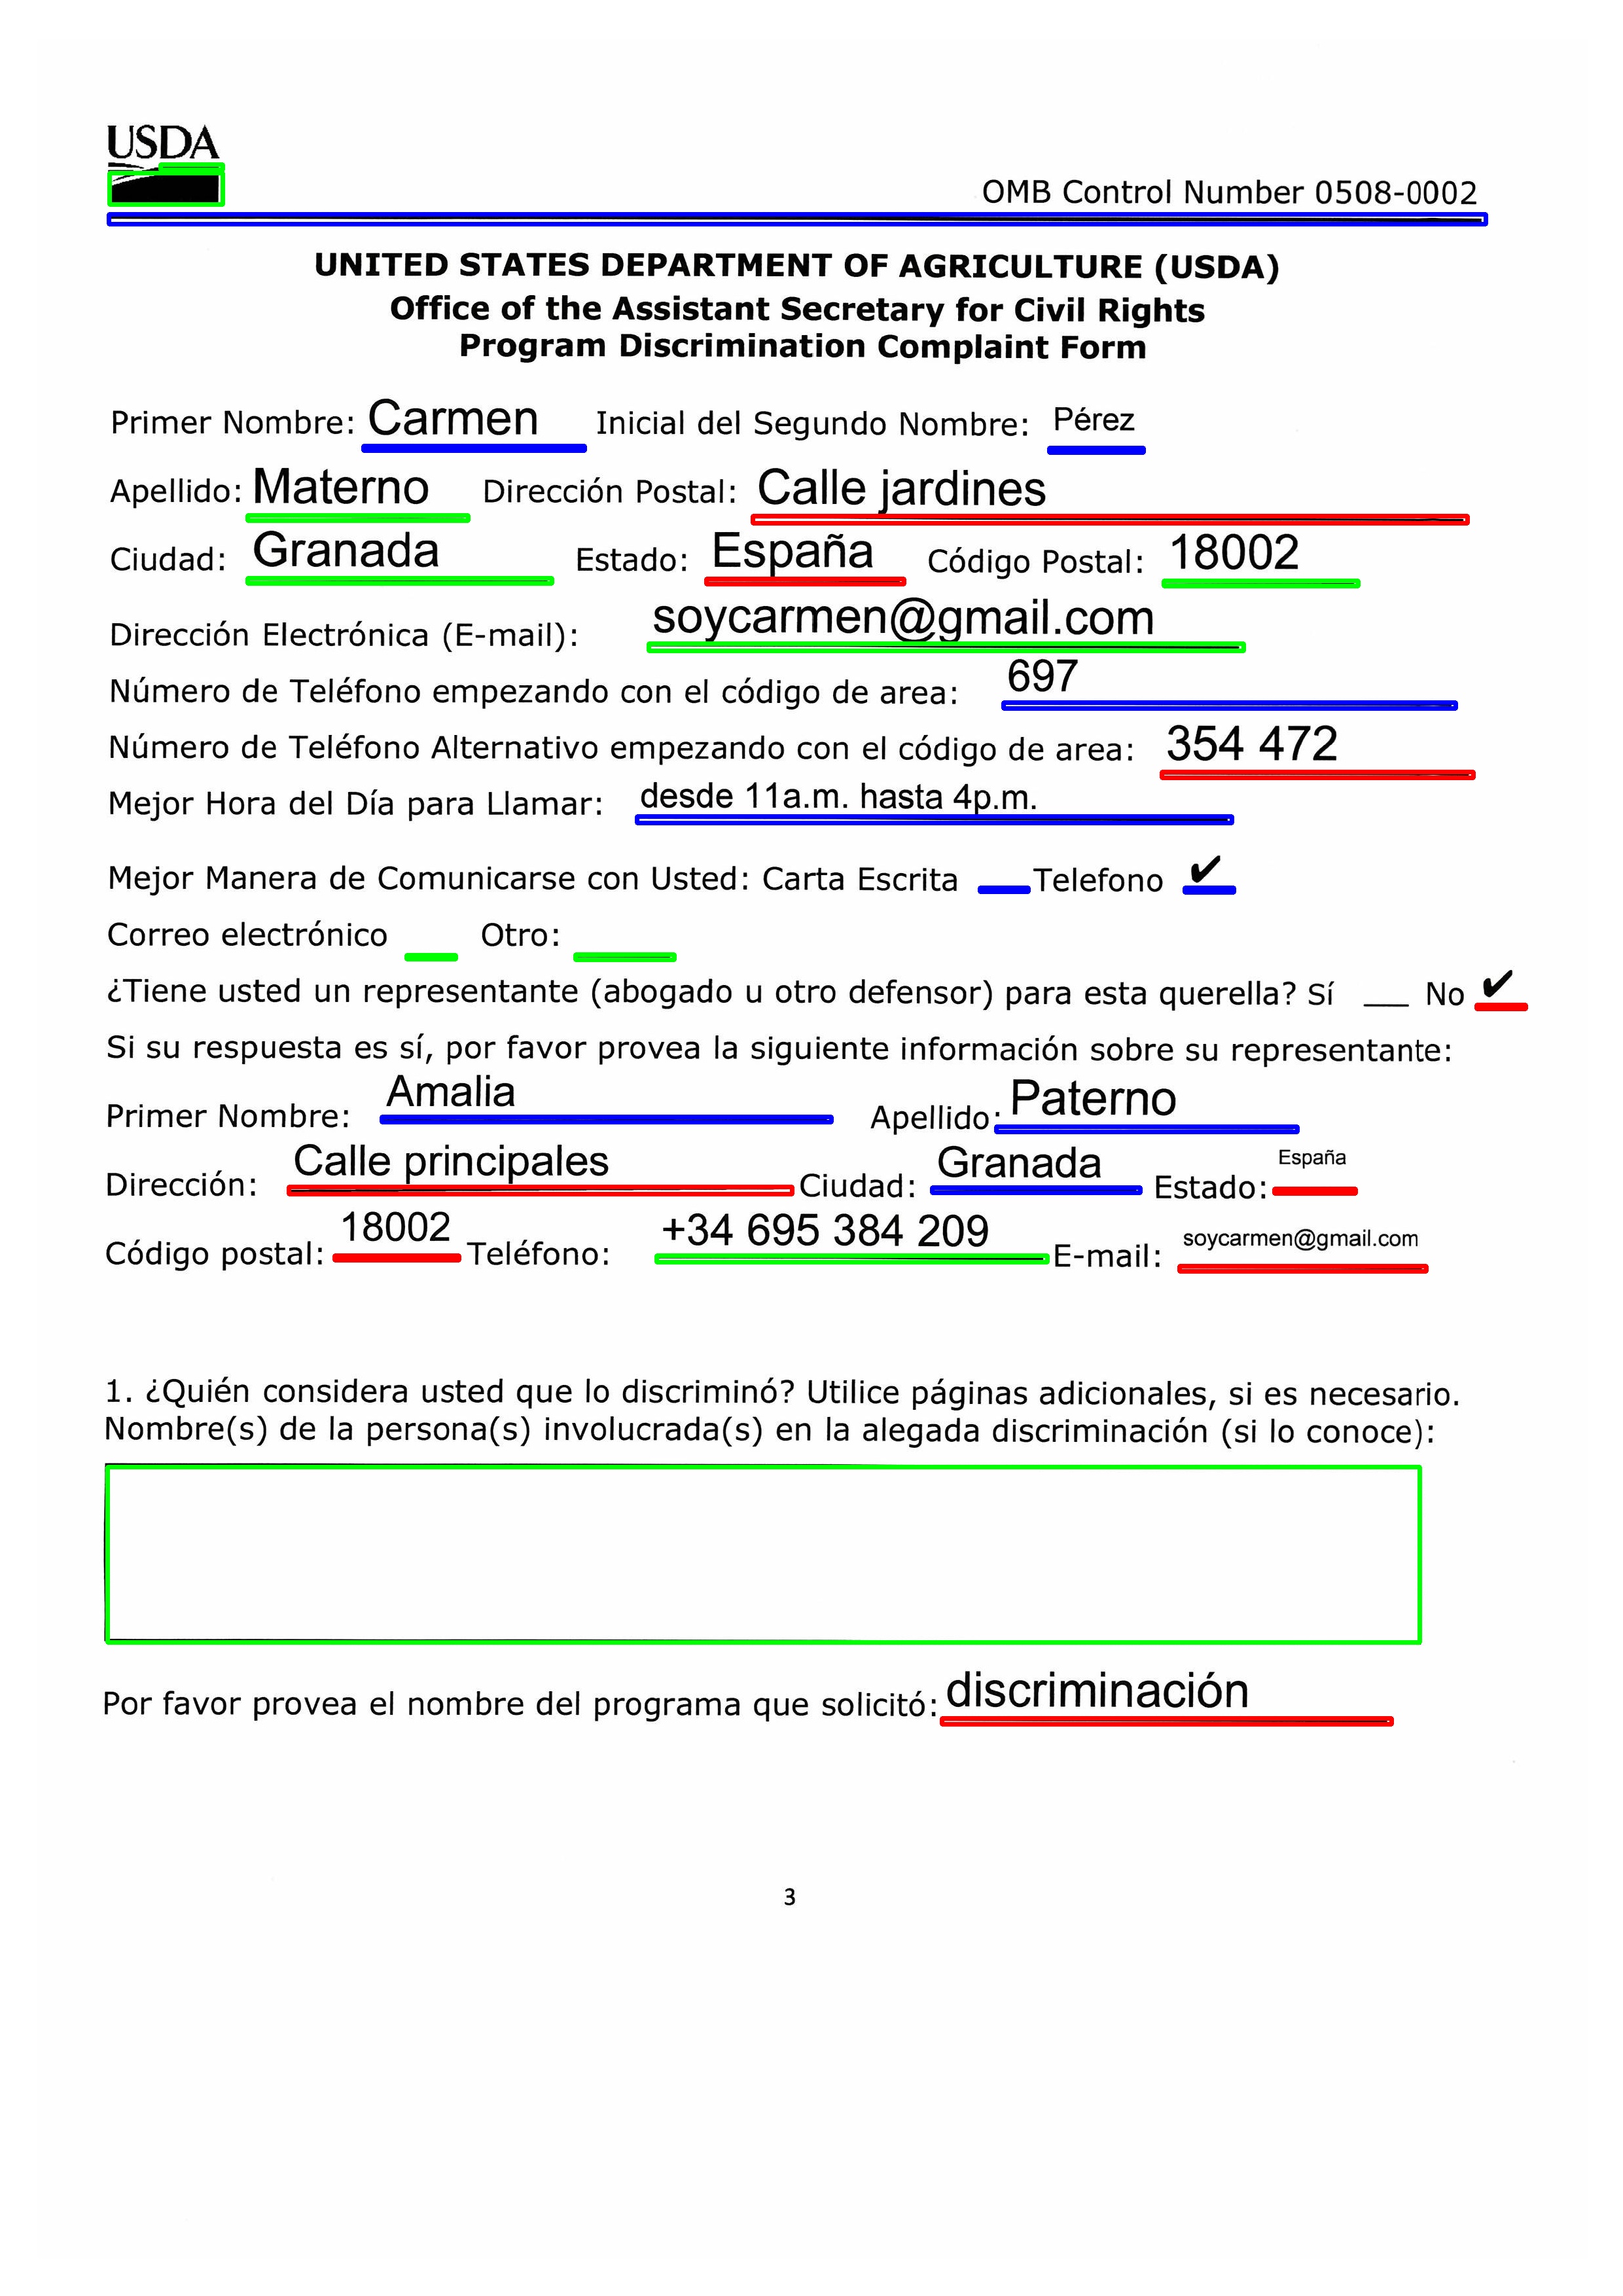 USDA
OMB Control Number 0508-0002
UNITED STATES DEPARTMENT OF AGRICULTURE (USDA)
Office of the Assistant Secretary for Civil Rights
Program Discrimination Complaint Form
Primer Nombre: Carmen Inicial del Segundo Nombre: Pérez
Apellido: Materno Dirección Postal: Calle jardines
Ciudad: Granada Estado: España Código Postal: 18002
Dirección Electrónica (E-mail): soycarmen@gmail.com
Número de Teléfono empezando con el código de area: 697
Número de Teléfono Alternativo empezando con el código de area: 354 472
Mejor Hora del Día para Llamar: desde 11a.m. hasta 4p.m.
Mejor Manera de Comunicarse con Usted: Carta Escrita ___ Telefono ✔
Correo electrónico ___ Otro: ___
¿Tiene usted un representante (abogado u otro defensor) para esta querella? Sí ___ No ✔
Si su respuesta es sí, por favor provea la siguiente información sobre su representante:
Primer Nombre: Amalia Apellido: Paterno
Dirección: Calle principales Ciudad: Granada Estado: España
Código postal: 18002 Teléfono: +34 695 384 209 E-mail: soycarmen@gmail.com
1. ¿Quién considera usted que lo discriminó? Utilice páginas adicionales, si es necesario.
Nombre(s) de la persona(s) involucrada(s) en la alegada discriminación (si lo conoce):
Por favor provea el nombre del programa que solicitó: discriminación
3